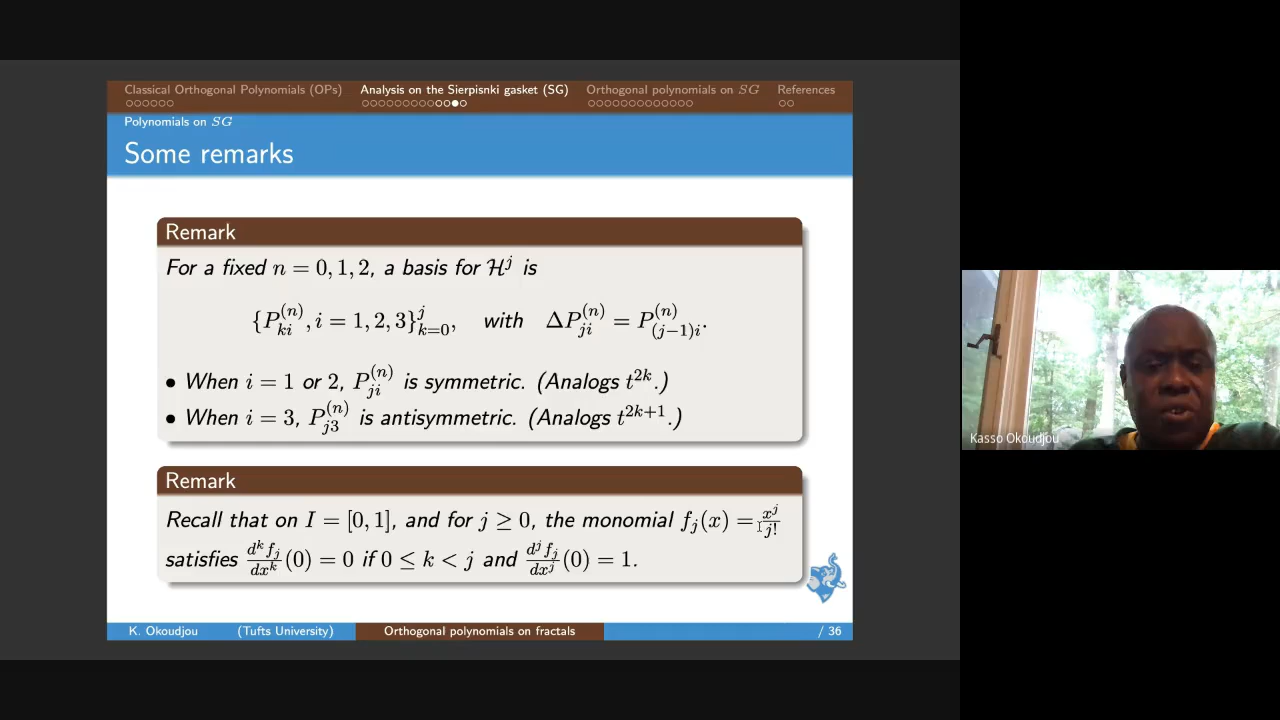 Classical Orthogonal Polynomials (OPs) Analysis on the Sierpisnki gasket (SG) Orthogonal polynomials on SG References
Polynomials on SG
Some remarks
Remark
For a fixed n = 0, 1, 2, a basis for ℋ^j is
{P_{ki}^{(n)}, i = 1, 2, 3}_{k=0}^{j}, with ΔP_{ji}^{(n)} = P_{(j−1)i}^{(n)}.
• When i = 1 or 2, P_{ji}^{(n)} is symmetric. (Analogs t^{2k}.)
• When i = 3, P_{j3}^{(n)} is antisymmetric. (Analogs t^{2k+1}.)
Remark
Recall that on I = [0, 1], and for j ≥ 0, the monomial f_j(x) = \frac{x^j}{j!}
satisfies \frac{d^k f_j}{dx^k}(0) = 0 if 0 ≤ k < j and \frac{d^j f_j}{dx^j}(0) = 1.
K. Okoudjou (Tufts University) Orthogonal polynomials on fractals / 36
Kasso Okoudjou